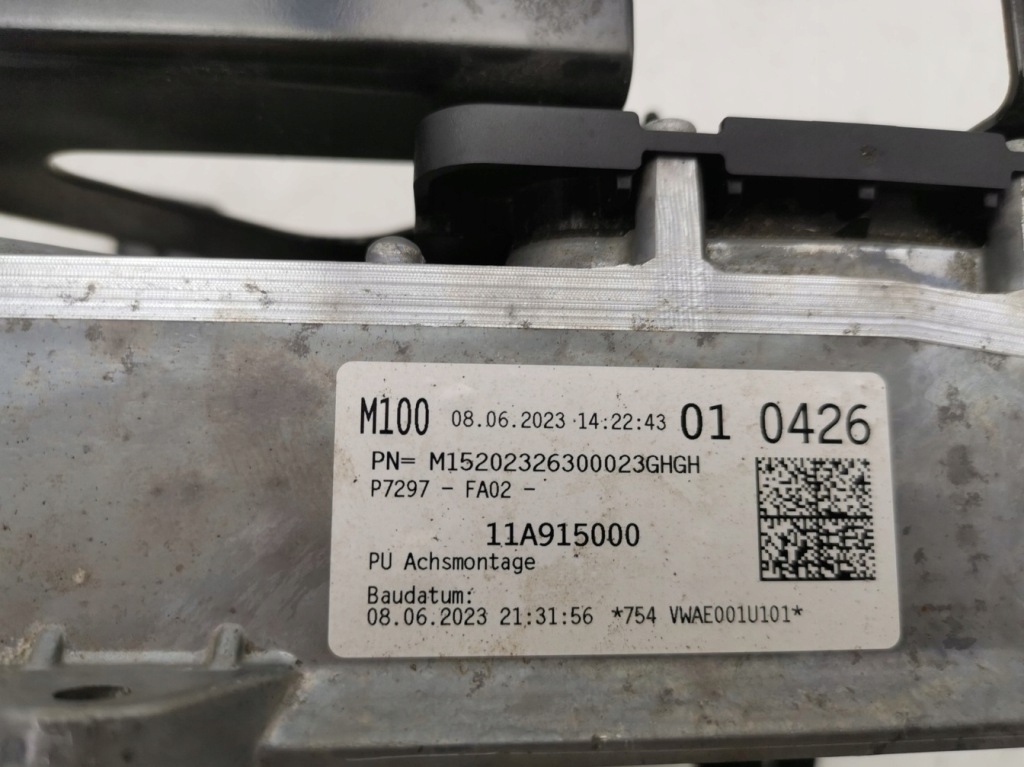 M100 08.06.2023 14:22:43 01 0426
PN= M15202326300023GHGH
P7297 - FA02 -
11A915000
PU Achsmontage
Baudatum:
08.06.2023 21:31:56 *754 VWAE001U101*